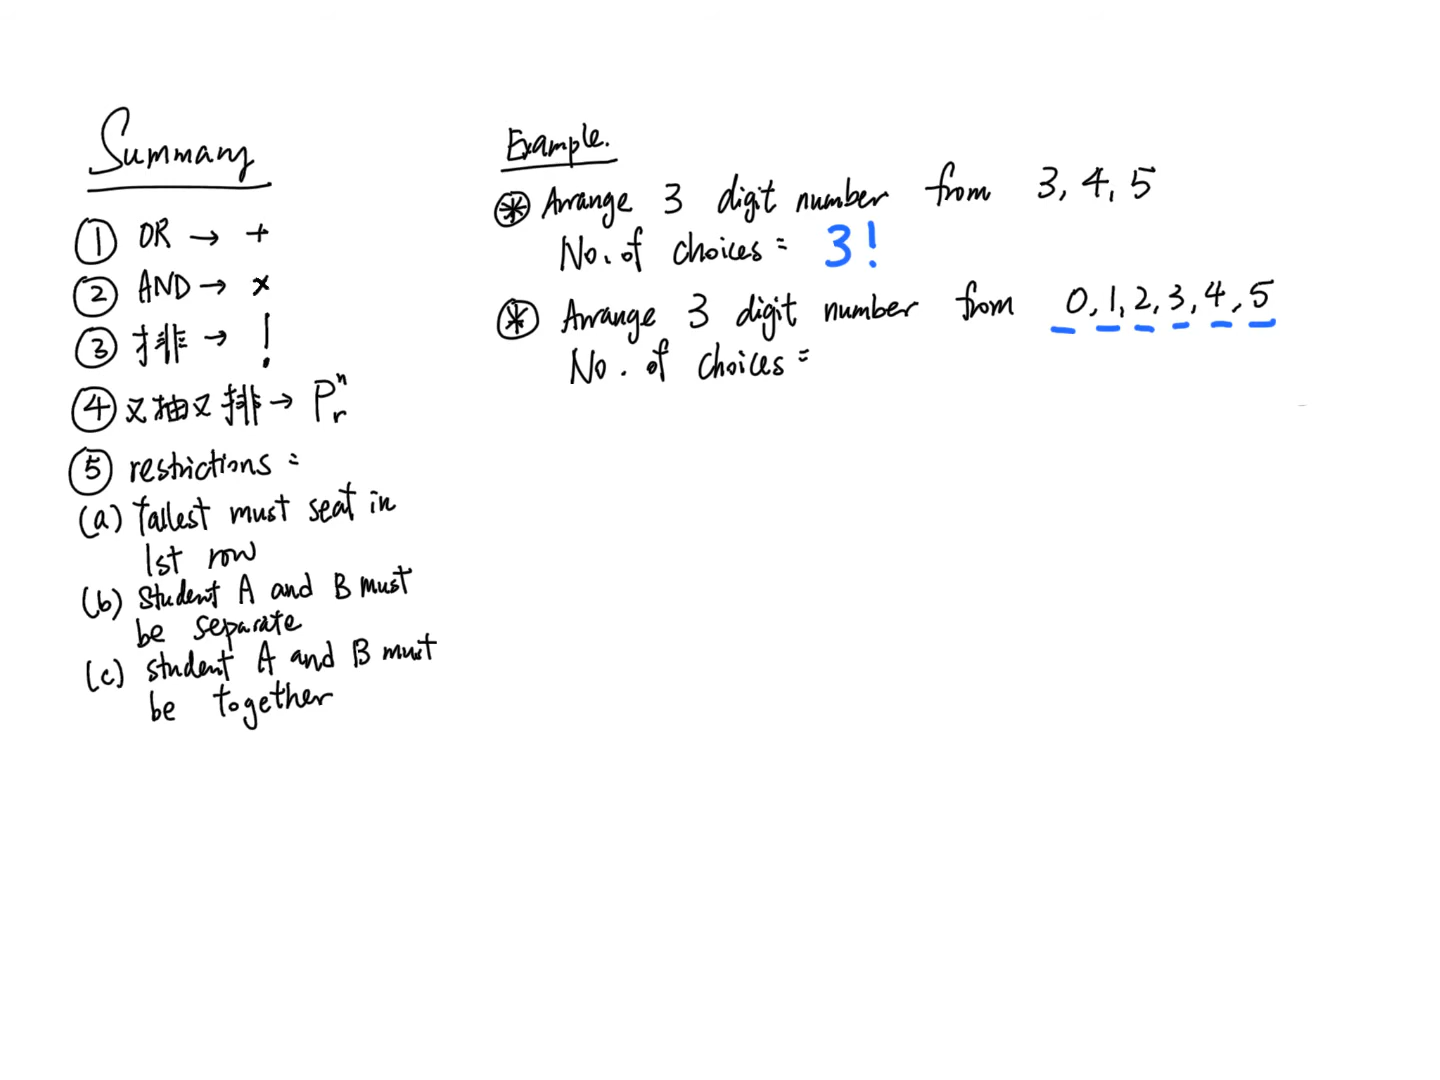 Summary
① OR → +
② AND → ×
③ 排 → !
④ 又抽又排 → Pⁿᵣ
⑤ restrictions =
(a) tallest must seat in
1st row
(b) student A and B must
be separate
(c) student A and B must
be together
Example.
⊛ Arrange 3 digit number from 3, 4, 5
No. of choices = 3!
⊛ Arrange 3 digit number from 0, 1, 2, 3, 4, 5
No. of choices =